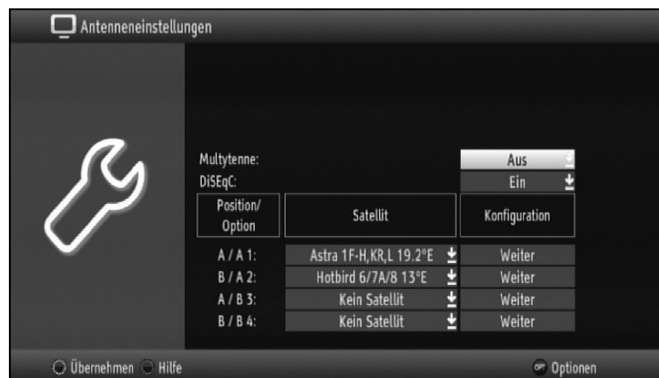 Antenneneinstellungen
Multytenne: Aus
DiSEqC: Ein
Position/ Option Satellit Konfiguration
A / A 1: Astra 1F-H,KR,L 19.2°E Weiter
B / A 2: Hotbird 6/7A/8 13°E Weiter
A / B 3: Kein Satellit Weiter
B / B 4: Kein Satellit Weiter
Übernehmen Hilfe OPT Optionen